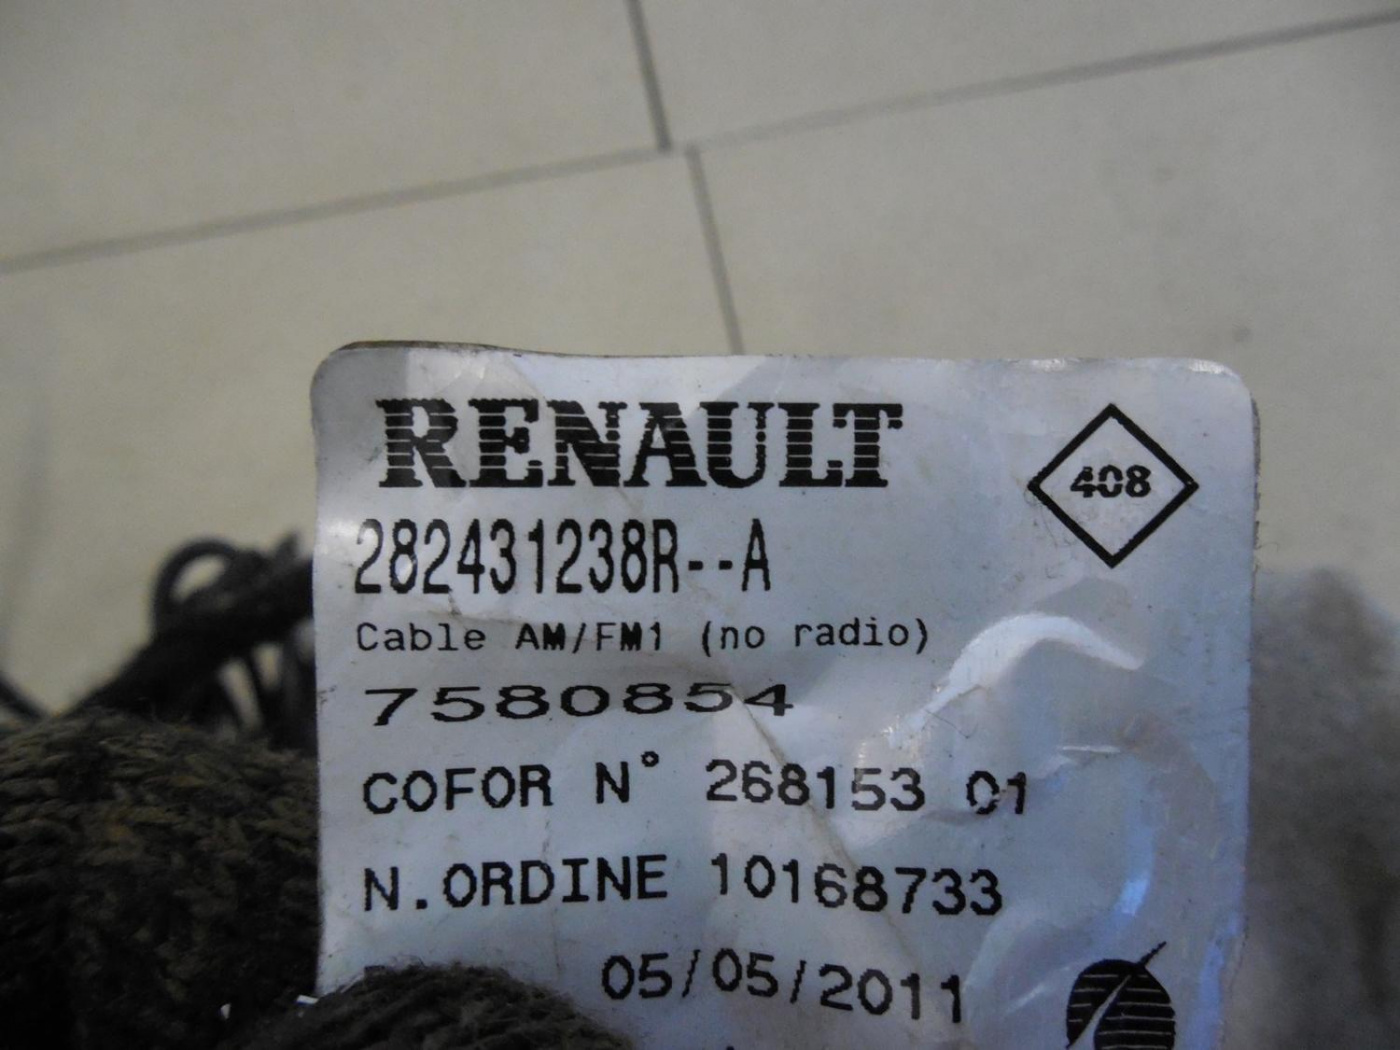 RENAULT
408
282431238R--A
Cable AM/FM1 (no radio)
7580854
COFOR N° 268153 01
N.ORDINE 10168733
05/05/2011